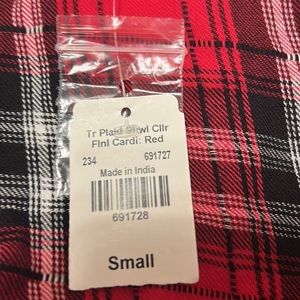 Tr Plaid Shwl Cllr
Flnl Cardi: Red
234 691727
Made in India
691728
Small